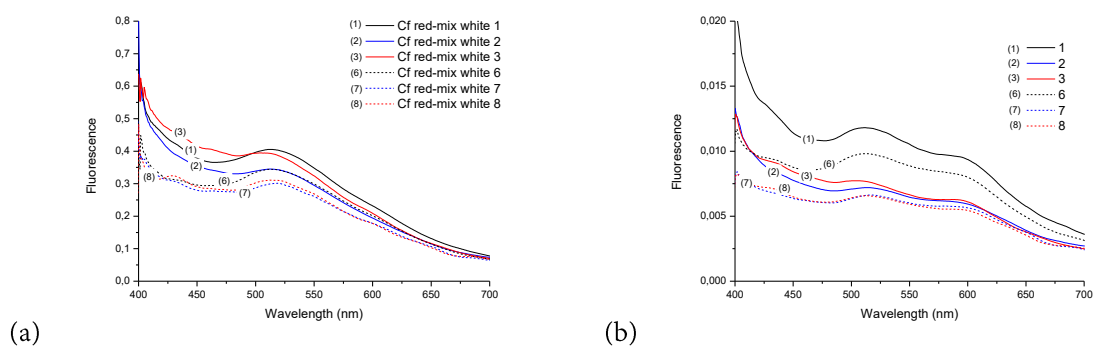 0,8
0,7
0,6
0,5
0,4
0,3
0,2
0,1
0,0
Fluorescence
400 450 500 550 600 650 700
Wavelength (nm)
(1) Cf red-mix white 1
(2) Cf red-mix white 2
(3) Cf red-mix white 3
(6) Cf red-mix white 6
(7) Cf red-mix white 7
(8) Cf red-mix white 8
(3)
(1)
(2)
(8)
(6)
(7)
(a)
0,020
0,015
0,010
0,005
0,000
Fluorescence
400 450 500 550 600 650 700
Wavelength (nm)
(1) 1
(2) 2
(3) 3
(6) 6
(7) 7
(8) 8
(1)
(6)
(2)
(3)
(7)
(8)
(b)